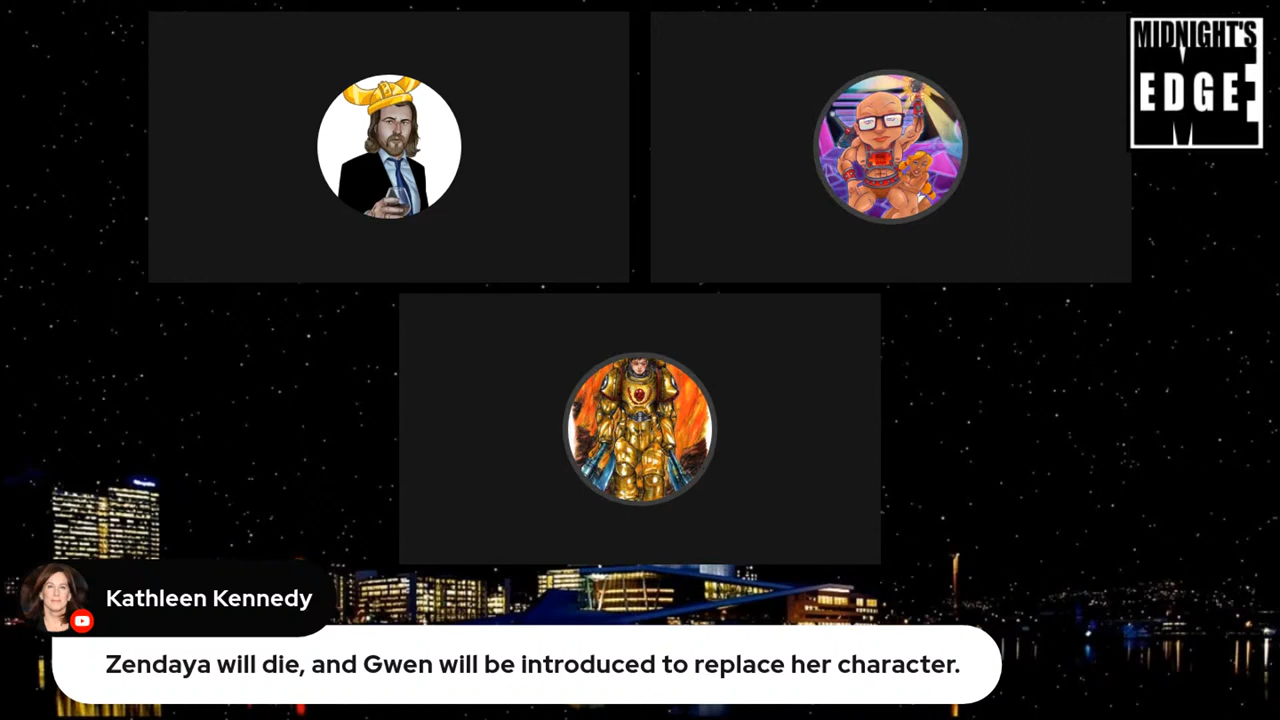 MIDNIGHT'S
EDGE
Kathleen Kennedy
Zendaya will die, and Gwen will be introduced to replace her character.